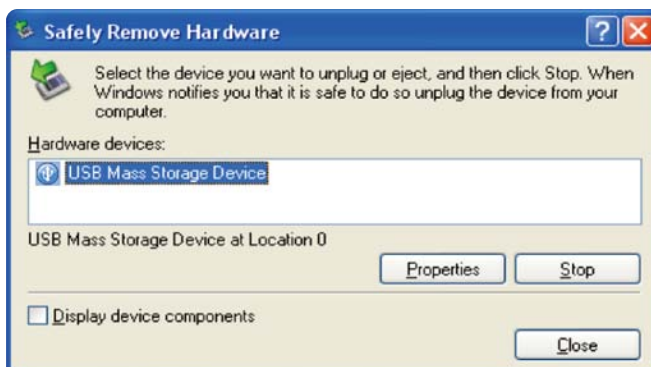 Safely Remove Hardware
Select the device you want to unplug or eject, and then click Stop. When
Windows notifies you that it is safe to do so unplug the device from your
computer.
Hardware devices:
USB Mass Storage Device
USB Mass Storage Device at Location 0
Properties Stop
Display device components
Close